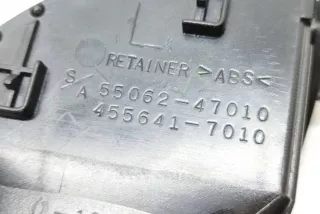 L
RETAINER >ABS<
S/A 55062-47010
455641-7010